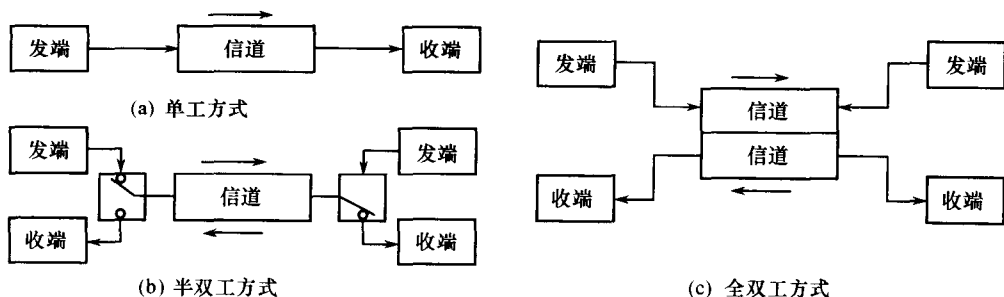 发端
信道
收端
(a) 单工方式
发端
信道
发端
收端
收端
(b) 半双工方式
发端
发端
信道
信道
收端
收端
(c) 全双工方式